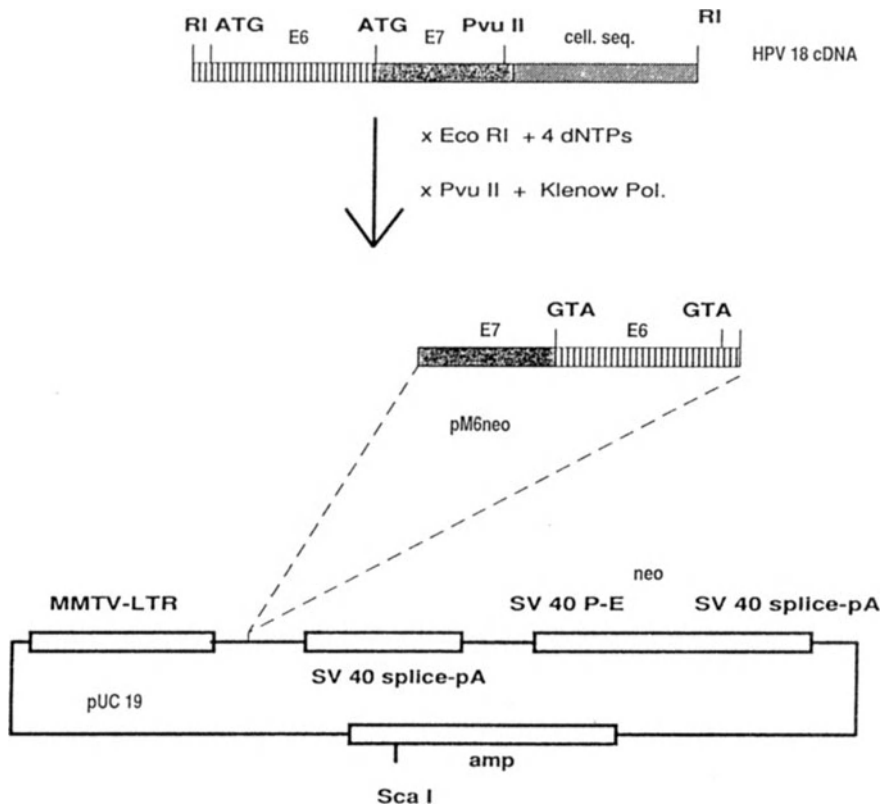 RI ATG E6 ATG E7 Pvu II cell. seq. RI
HPV 18 cDNA
x Eco RI + 4 dNTPs
x Pvu II + Klenow Pol.
GTA GTA
E7 E6
pM6neo
neo
MMTV-LTR SV 40 P-E SV 40 splice-pA
SV 40 splice-pA
pUC 19
amp
Sca I